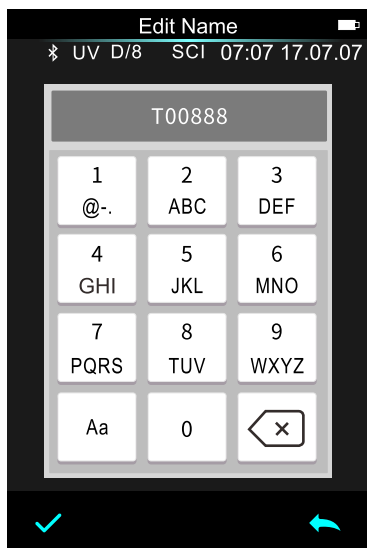 Edit Name
UV D/8 SCI 07:07 17.07.07
T00888
1 2 3
@-. ABC DEF
4 5 6
GHI JKL MNO
7 8 9
PQRS TUV WXYZ
Aa 0